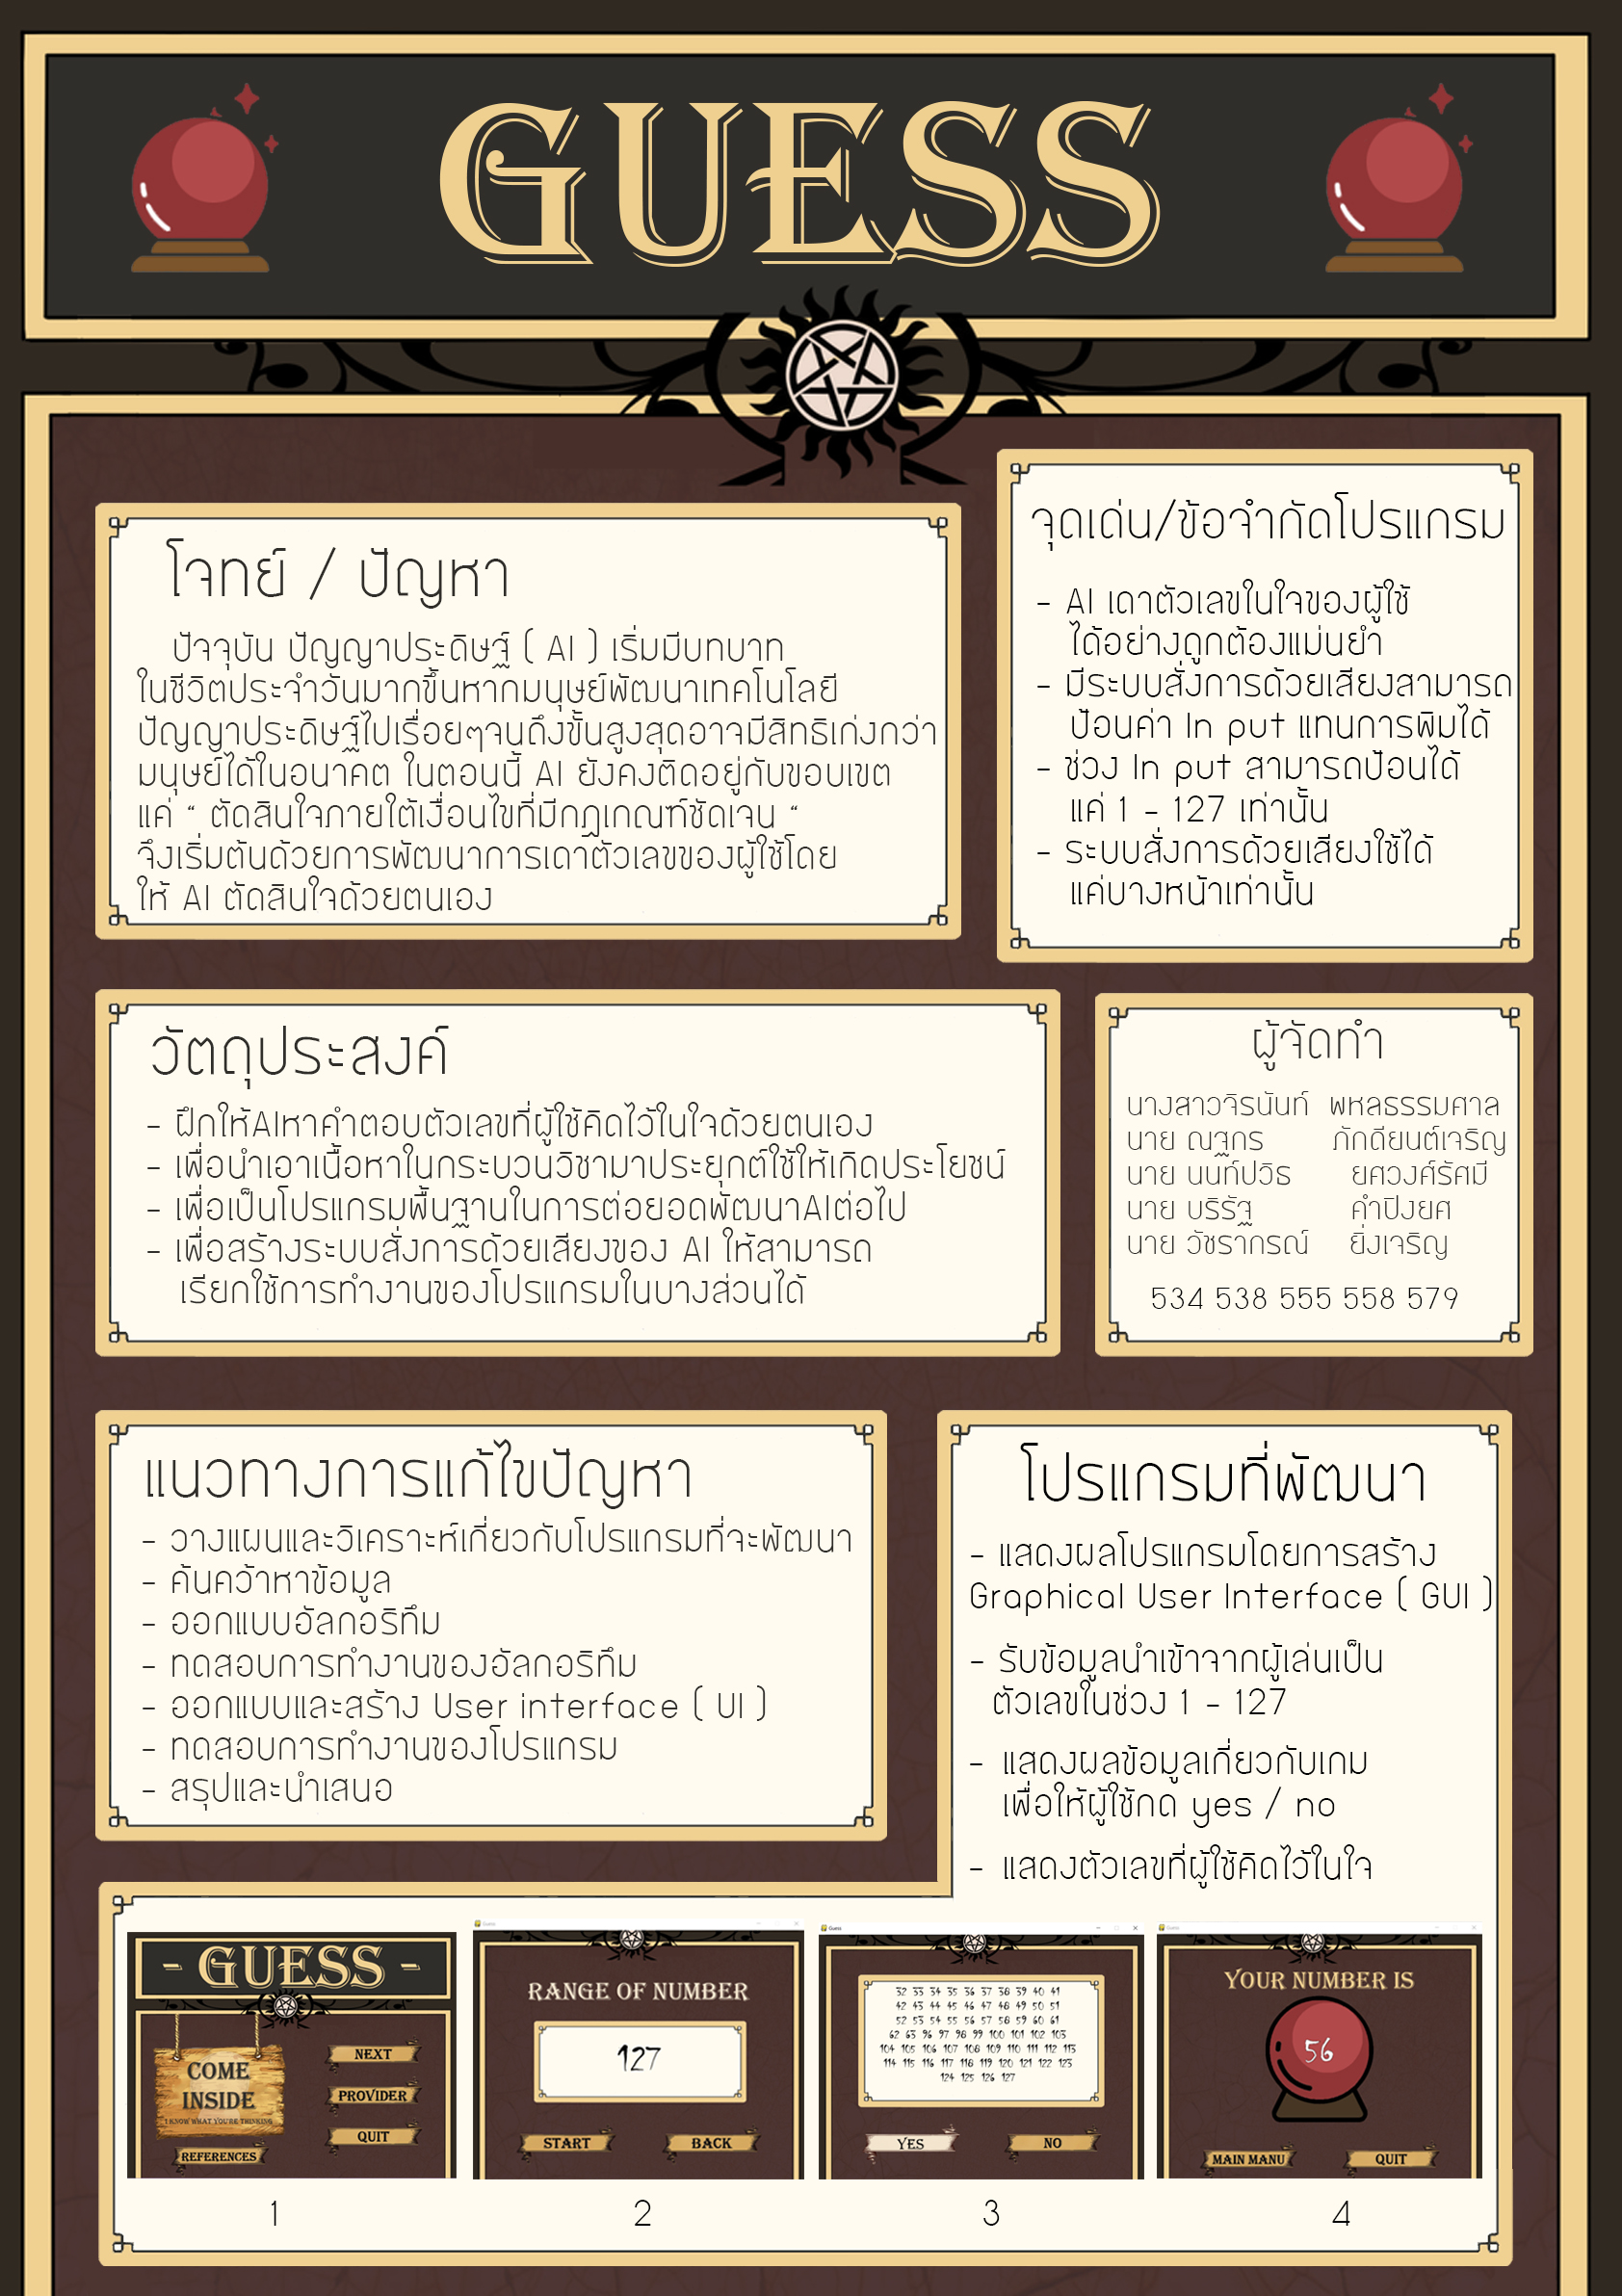 GUESS
โจทย์ / ปัญหา
ปัจจุบัน ปัญญาประดิษฐ์ ( AI ) เริ่มมีบทบาท
ในชีวิตประจำวันมากขึ้นหากมนุษย์พัฒนาเทคโนโลยี
ปัญญาประดิษฐ์ไปเรื่อยๆจนถึงขั้นสูงสุดอาจมีสิทธิเก่งกว่า
มนุษย์ได้ในอนาคต ในตอนนี้ AI ยังคงติดอยู่กับขอบเขต
แค่ “ ตัดสินใจภายใต้เงื่อนไขที่มีกฎเกณฑ์ชัดเจน “
จึงเริ่มต้นด้วยการพัฒนาการเดาตัวเลขของผู้ใช้โดย
ให้ AI ตัดสินใจด้วยตนเอง
จุดเด่น/ข้อจำกัดโปรแกรม
- AI เดาตัวเลขในใจของผู้ใช้
ได้อย่างถูกต้องแม่นยำ
- มีระบบสั่งการด้วยเสียงสามารถ
ป้อนค่า In put แทนการพิมได้
- ช่วง In put สามารถป้อนได้
แค่ 1 - 127 เท่านั้น
- ระบบสั่งการด้วยเสียงใช้ได้
แค่บางหน้าเท่านั้น
วัตถุประสงค์
- ฝึกให้AIหาคำตอบตัวเลขที่ผู้ใช้คิดไว้ในใจด้วยตนเอง
- เพื่อนำเอาเนื้อหาในกระบวนวิชามาประยุกต์ใช้ให้เกิดประโยชน์
- เพื่อเป็นโปรแกรมพื้นฐานในการต่อยอดพัฒนาAIต่อไป
- เพื่อสร้างระบบสั่งการด้วยเสียงของ AI ให้สามารถ
เรียกใช้การทำงานของโปรแกรมในบางส่วนได้
ผู้จัดทำ
นางสาวจิรนันท์ พหลธรรมศาล
นาย ณฐกร ภักดียนต์เจริญ
นาย นนท์ปวิธ ยศวงศ์รัศมี
นาย บริรัฐ คำปิงยศ
นาย วัชรากรณ์ ยิ่งเจริญ
534 538 555 558 579
แนวทางการแก้ไขปัญหา
- วางแผนและวิเคราะห์เกี่ยวกับโปรแกรมที่จะพัฒนา
- ค้นคว้าหาข้อมูล
- ออกแบบอัลกอริทึม
- ทดสอบการทำงานของอัลกอริทึม
- ออกแบบและสร้าง User interface ( UI )
- ทดสอบการทำงานของโปรแกรม
- สรุปและนำเสนอ
โปรแกรมที่พัฒนา
- แสดงผลโปรแกรมโดยการสร้าง
Graphical User Interface ( GUI )
- รับข้อมูลนำเข้าจากผู้เล่นเป็น
ตัวเลขในช่วง 1 - 127
- แสดงผลข้อมูลเกี่ยวกับเกม
เพื่อให้ผู้ใช้กด yes / no
- แสดงตัวเลขที่ผู้ใช้คิดไว้ในใจ
- GUESS -
COME
INSIDE
I KNOW WHAT YOU'RE THINKING
REFERENCES
NEXT
PROVIDER
QUIT
1
Guess
RANGE OF NUMBER
127
START BACK
2
Guess
32 33 34 35 36 37 38 39 40 41
42 43 44 45 46 47 48 49 50 51
52 53 54 55 56 57 58 59 60 61
62 63 96 97 98 99 100 101 102 103
104 105 106 107 108 109 110 111 112 113
114 115 116 117 118 119 120 121 122 123
124 125 126 127
YES NO
3
Guess
YOUR NUMBER IS
56
MAIN MANU QUIT
4